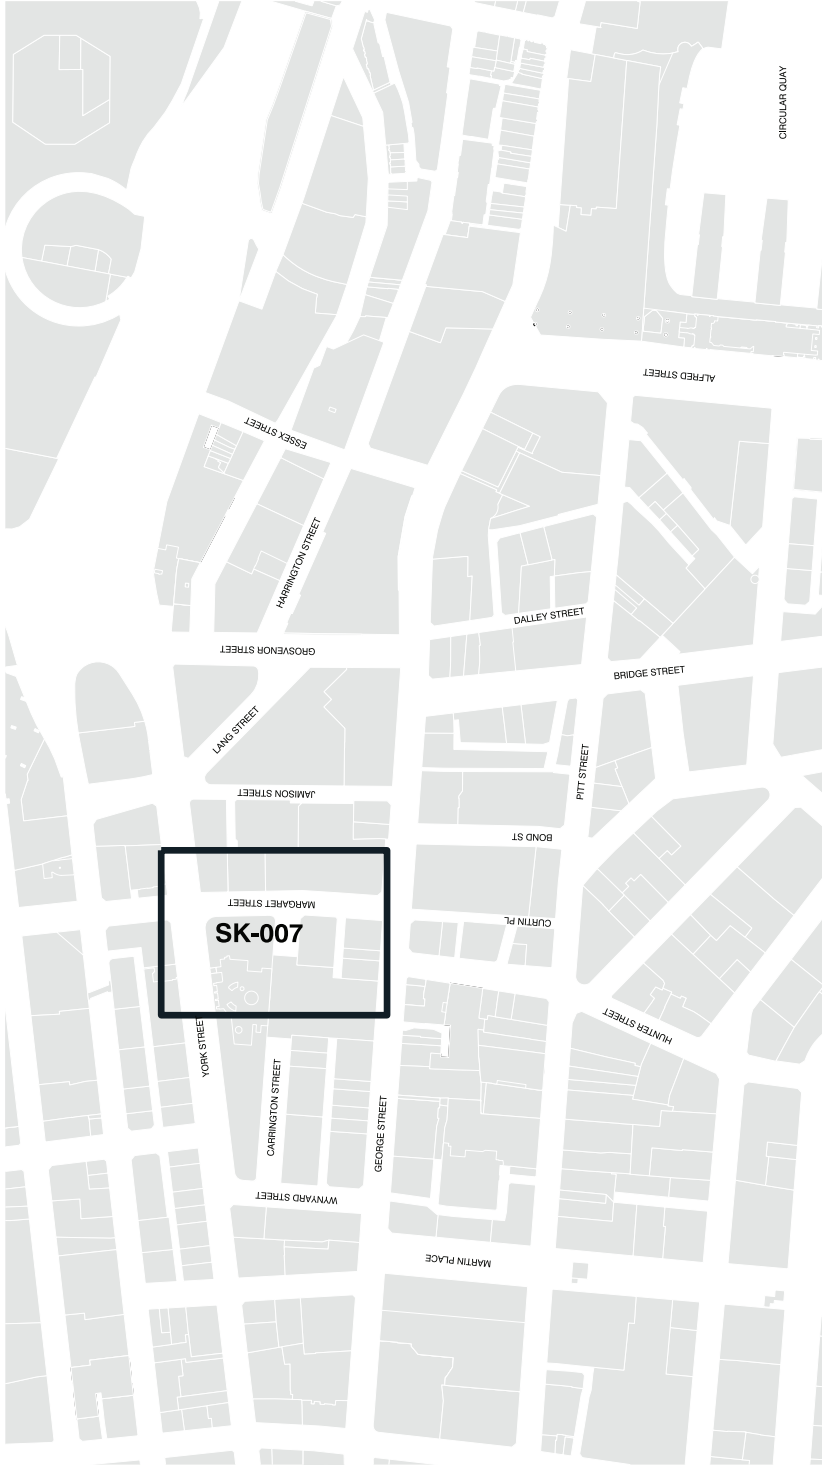 CIRCULAR QUAY
ALFRED STREET
ESSEX STREET
HARRINGTON STREET
DALLEY STREET
GROSVENOR STREET
BRIDGE STREET
LANG STREET
PITT STREET
JAMISON STREET
BOND ST
MARGARET STREET
CURTIN PL
SK-007
HUNTER STREET
YORK STREET
CARRINGTON STREET
GEORGE STREET
WYNYARD STREET
MARTIN PLACE